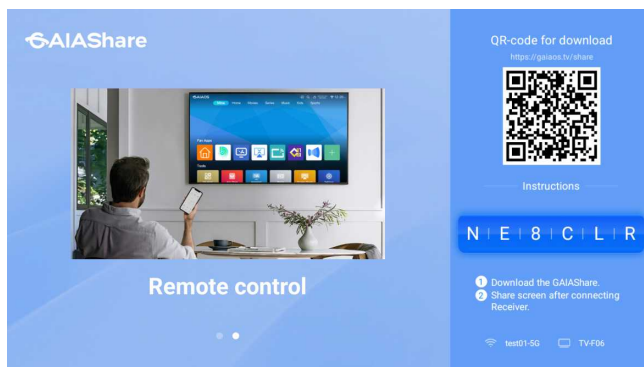 GAIAShare
Remote control
QR-code for download
https://gaiaos.tv/share
Instructions
N E 8 C L R
1 Download the GAIAShare.
2 Share screen after connecting
Receiver.
test01-5G TV-F06